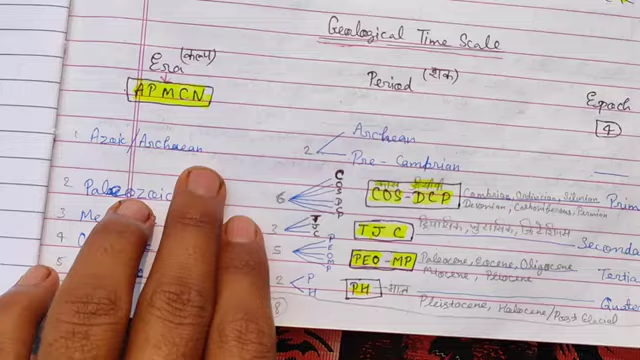 Geological Time Scale
Era (कल्प)
Period (शक)
Epoch
APMCN
4
1 Azoic/Archaean
2
Archean
Pre-Cambrian
2 Palaeozoic
6
C
O
S
D
C
P
COS-DCP
Cambrian, Ordovician, Silurian
Devonian, Carboniferous, Permian
Prim
3 Me
3
T
J
C
TJC
ट्रियासिक, जुरासिक, क्रिटेशियस
Seconda
4
5
P
E
O
M
P
PEO-MP
Paleocene, Eocene, Oligocene
Miocene, Pliocene
Tertia
5
2
P
H
PH
Pleistocene, Holocene/Post Glacial
Quate